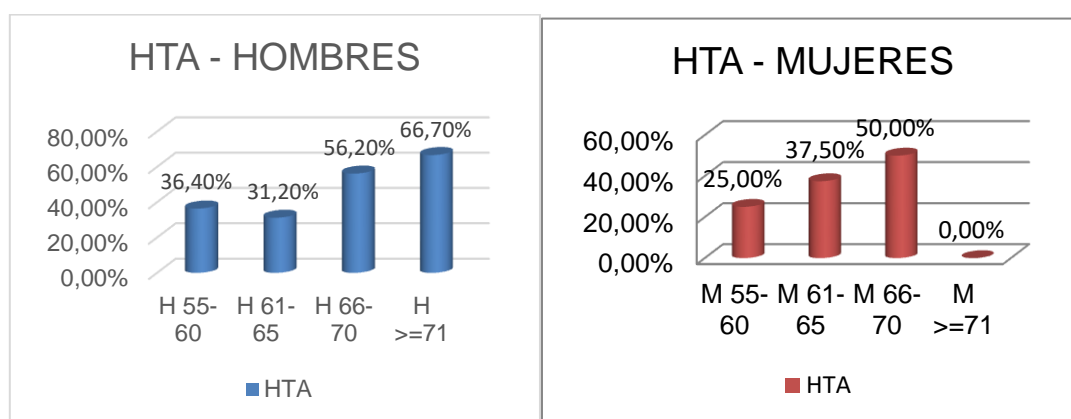 HTA - HOMBRES
80,00%
60,00%
40,00%
20,00%
0,00%
36,40%
31,20%
56,20%
66,70%
H 55-
60
H 61-
65
H 66-
70
H
>=71
HTA
HTA - MUJERES
60,00%
40,00%
20,00%
0,00%
25,00%
37,50%
50,00%
0,00%
M 55-
60
M 61-
65
M 66-
70
M
>=71
HTA